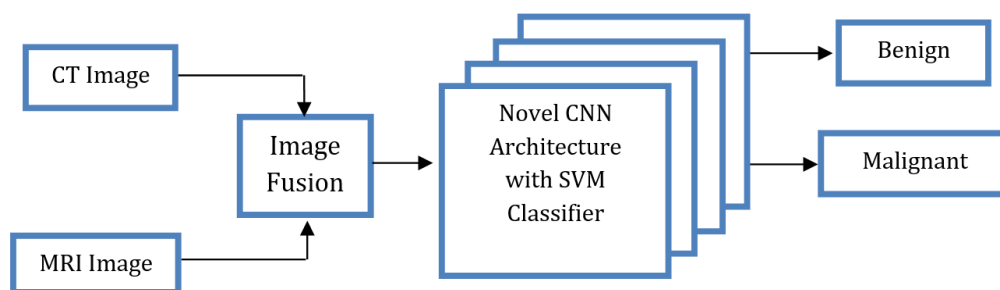 CT Image
MRI Image
Image
Fusion
Novel CNN
Architecture
with SVM
Classifier
Benign
Malignant